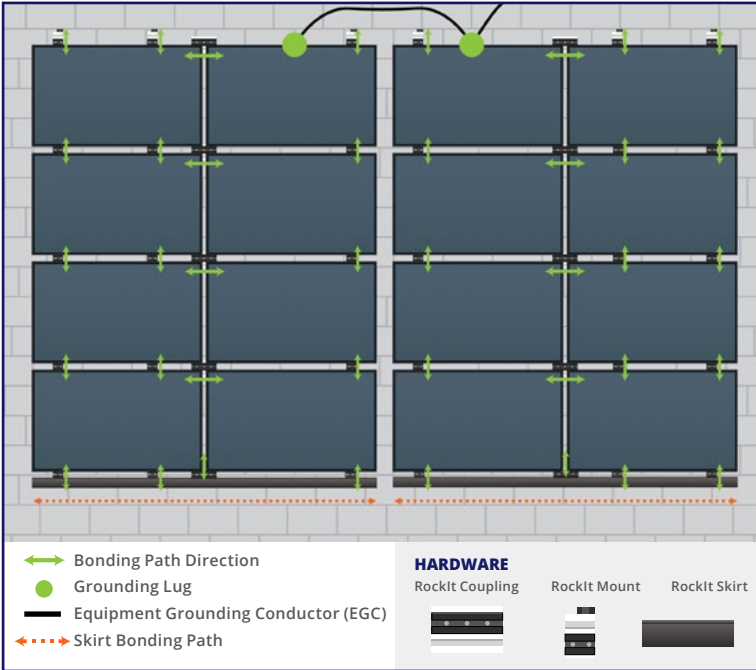 Bonding Path Direction
Grounding Lug
Equipment Grounding Conductor (EGC)
Skirt Bonding Path
HARDWARE
RockIt Coupling RockIt Mount RockIt Skirt